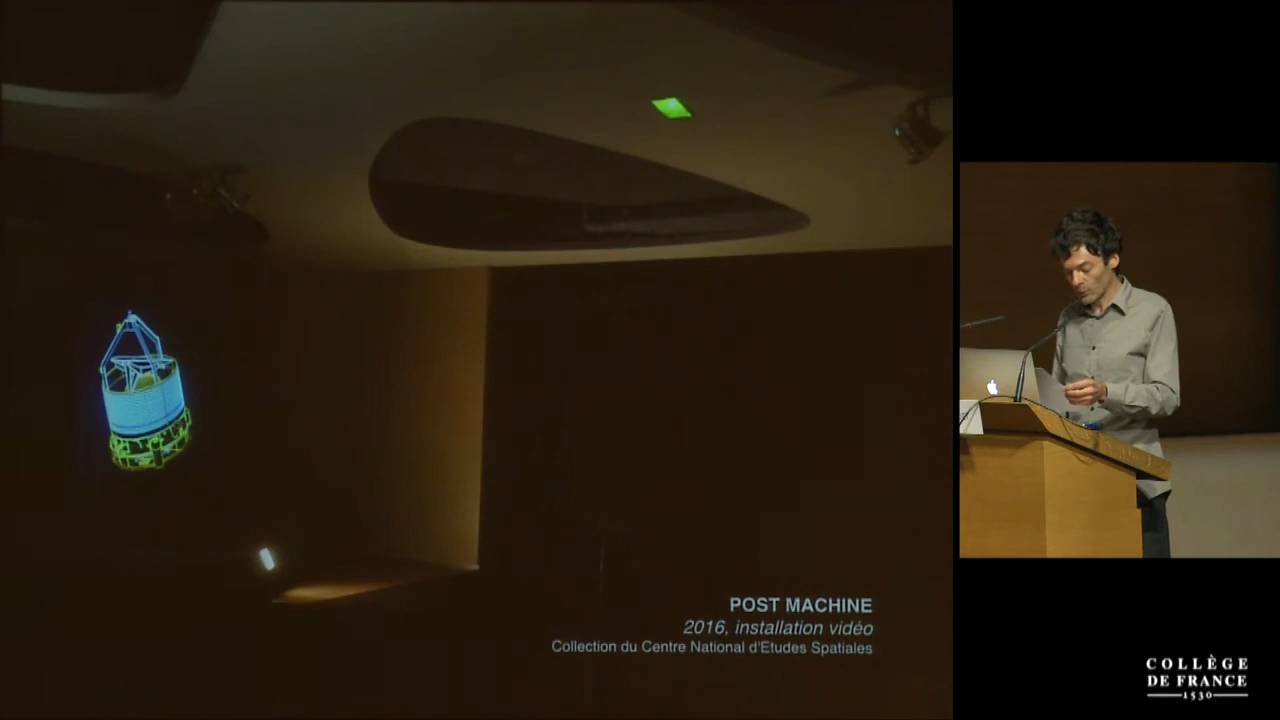 POST MACHINE
2016, installation vidéo
Collection du Centre National d'Etudes Spatiales
COLLÈGE
DE FRANCE
1530